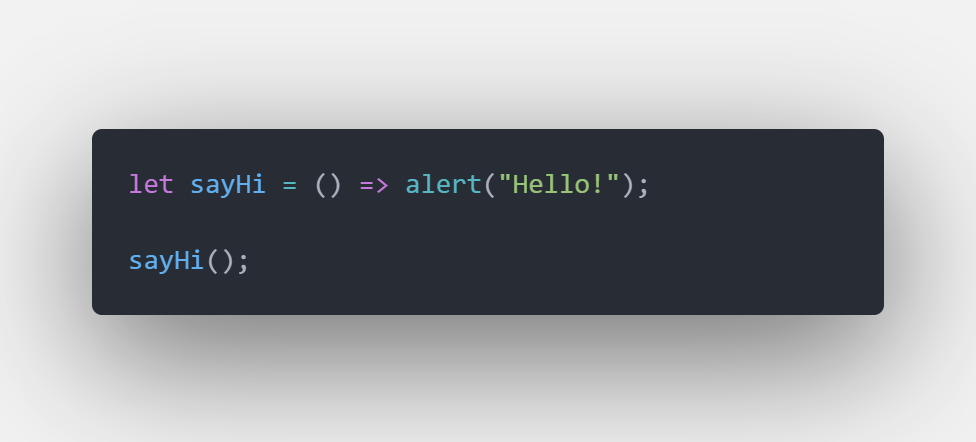 let sayHi = () => alert("Hello!");
sayHi();